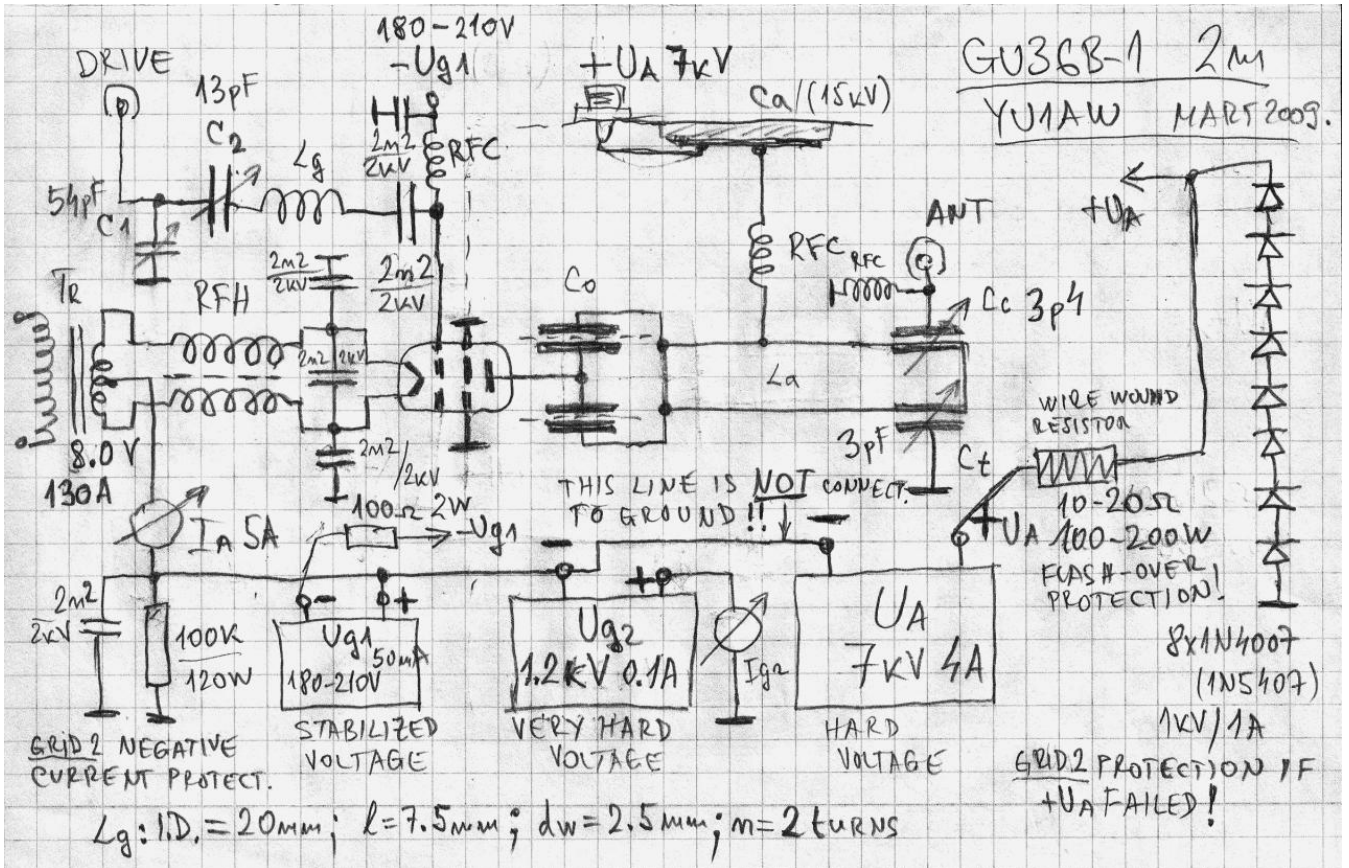 GU36B-1 2m
YU1AW MART 2009.
DRIVE
180-210V
-Ug1
+UA 7kV
Ca/(15kV)
13pF
C2
Lg
2m2
2kV
RFC
54pF
C1
+UA
ANT
RFC
RFC
Cc 3p4
TR
RFH
2m2
2kV
2m2
2kV
Co
2m2 2kV
La
8.0V
130A
2m2/2kV
3pF
Ct
WIRE WOUND
RESISTOR
10-20Ω
100-200W
FLASH-OVER
PROTECTION!
THIS LINE IS NOT CONNECT.
TO GROUND!!
IA 5A
100Ω 2W
-Ug1
-
+
-
+
-
+UA
2m2
2kV
100K
120W
Ug1
50mA
180-210V
Ug2
1.2kV 0.1A
Ig2
UA
7kV 4A
8x1N4007
(1N5407)
1kV/1A
GRID 2 NEGATIVE
CURRENT PROTECT.
STABILIZED
VOLTAGE
VERY HARD
VOLTAGE
HARD
VOLTAGE
GRID 2 PROTECTION IF
+UA FAILED!
Lg: I.D. = 20mm; l = 7.5mm; dw = 2.5mm; n = 2 turns